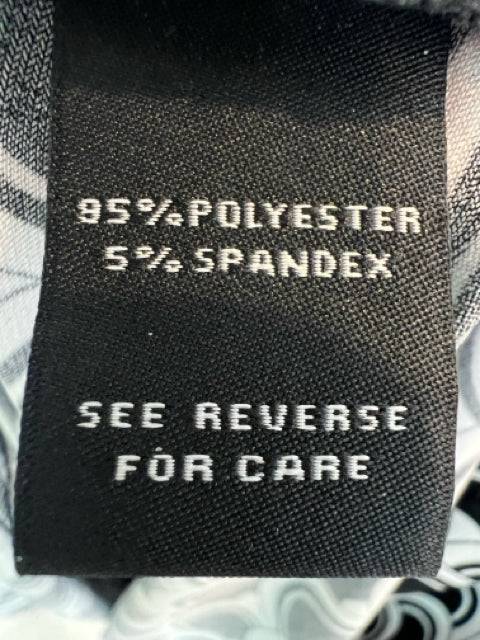 95%POLYESTER
5%SPANDEX
SEE REVERSE
FOR CARE